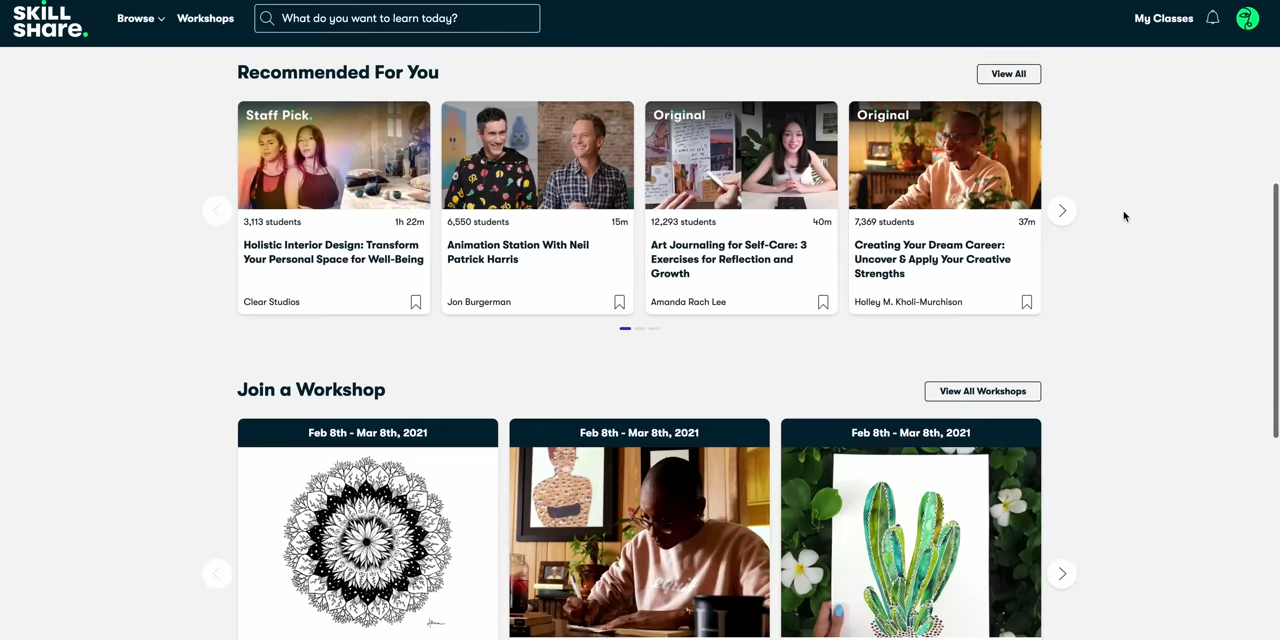 SKILL
SHARE.
Browse
Workshops
What do you want to learn today?
My Classes
Recommended For You
View All
Staff Pick.
3,113 students
1h 22m
Holistic Interior Design: Transform
Your Personal Space for Well-Being
Clear Studios
6,550 students
15m
Animation Station With Neil
Patrick Harris
Jon Burgerman
Original
12,293 students
40m
Art Journaling for Self-Care: 3
Exercises for Reflection and
Growth
Amanda Rach Lee
Original
7,369 students
37m
Creating Your Dream Career:
Uncover & Apply Your Creative
Strengths
Holley M. Kholi-Murchison
Join a Workshop
View All Workshops
Feb 8th - Mar 8th, 2021
Feb 8th - Mar 8th, 2021
Feb 8th - Mar 8th, 2021